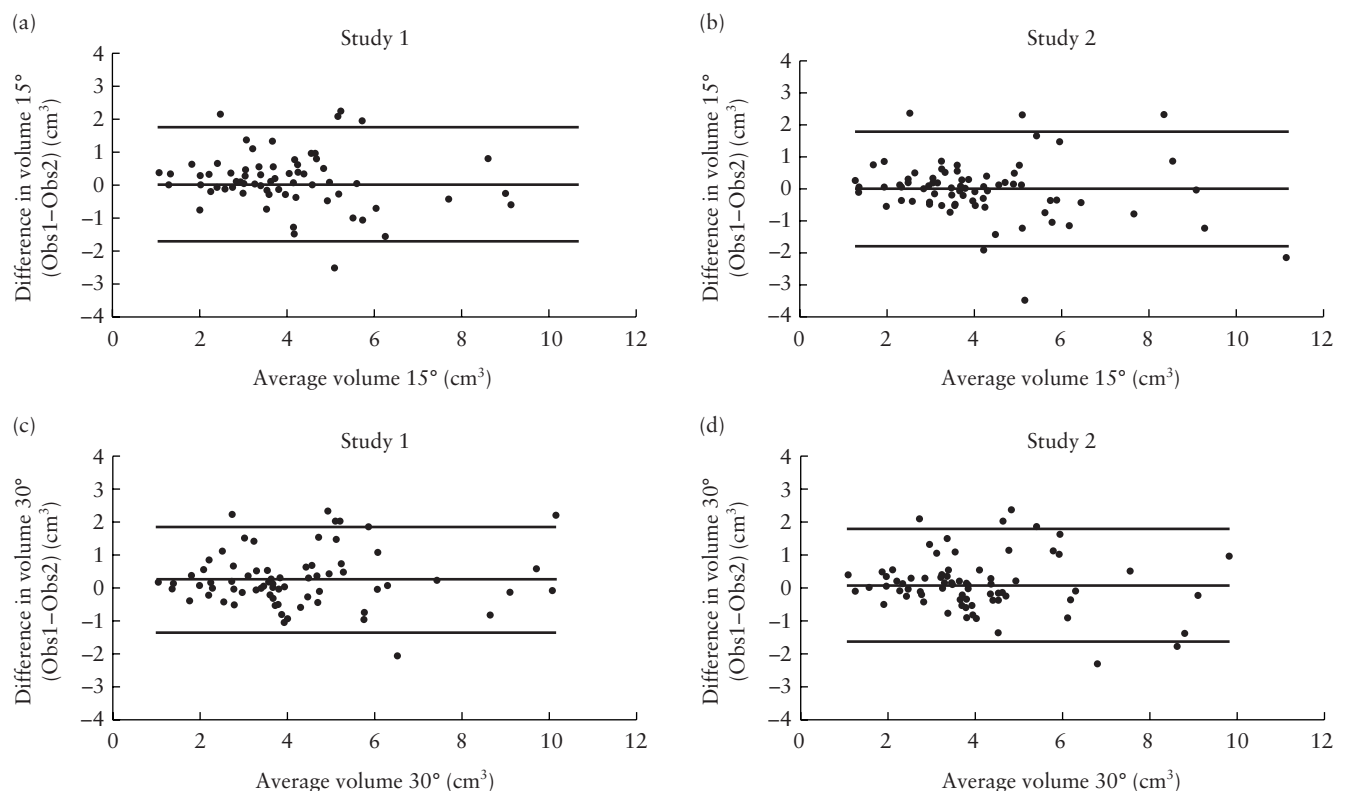 (a)
Study 1
Difference in volume 15°
(Obs1–Obs2) (cm³)
4
3
2
1
0
–1
–2
–3
–4
0 2 4 6 8 10 12
Average volume 15° (cm³)
(b)
Study 2
Difference in volume 15°
(Obs1–Obs2) (cm³)
4
3
2
1
0
–1
–2
–3
–4
0 2 4 6 8 10 12
Average volume 15° (cm³)
(c)
Study 1
Difference in volume 30°
(Obs1–Obs2) (cm³)
4
3
2
1
0
–1
–2
–3
–4
0 2 4 6 8 10 12
Average volume 30° (cm³)
(d)
Study 2
Difference in volume 30°
(Obs1–Obs2) (cm³)
4
3
2
1
0
–1
–2
–3
–4
0 2 4 6 8 10 12
Average volume 30° (cm³)